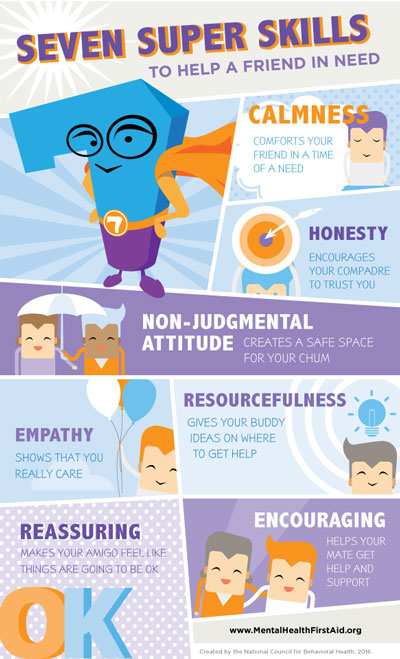 SEVEN SUPER SKILLS
TO HELP A FRIEND IN NEED
7
CALMNESS
COMFORTS YOUR
FRIEND IN A TIME
OF A NEED
HONESTY
ENCOURAGES
YOUR COMPADRE
TO TRUST YOU
NON-JUDGMENTAL
ATTITUDE CREATES A SAFE SPACE
FOR YOUR CHUM
EMPATHY
SHOWS THAT YOU
REALLY CARE
RESOURCEFULNESS
GIVES YOUR BUDDY
IDEAS ON WHERE
TO GET HELP
REASSURING
MAKES YOUR AMIGO FEEL LIKE
THINGS ARE GOING TO BE OK
OK
ENCOURAGING
HELPS YOUR
MATE GET
HELP AND
SUPPORT
www.MentalHealthFirstAid.org
Created by the National Council for Behavioral Health, 2016